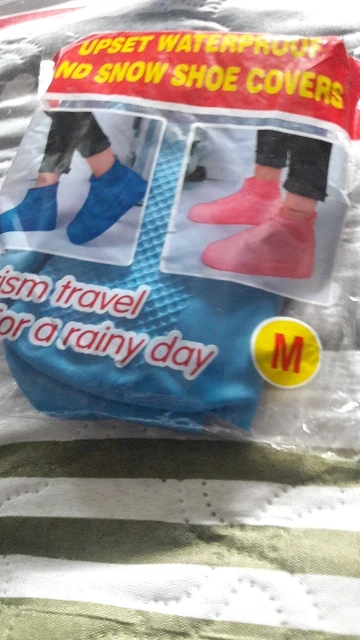 UPSET WATERPROOF
ND SNOW SHOE COVERS
ism travel
or a rainy day
M